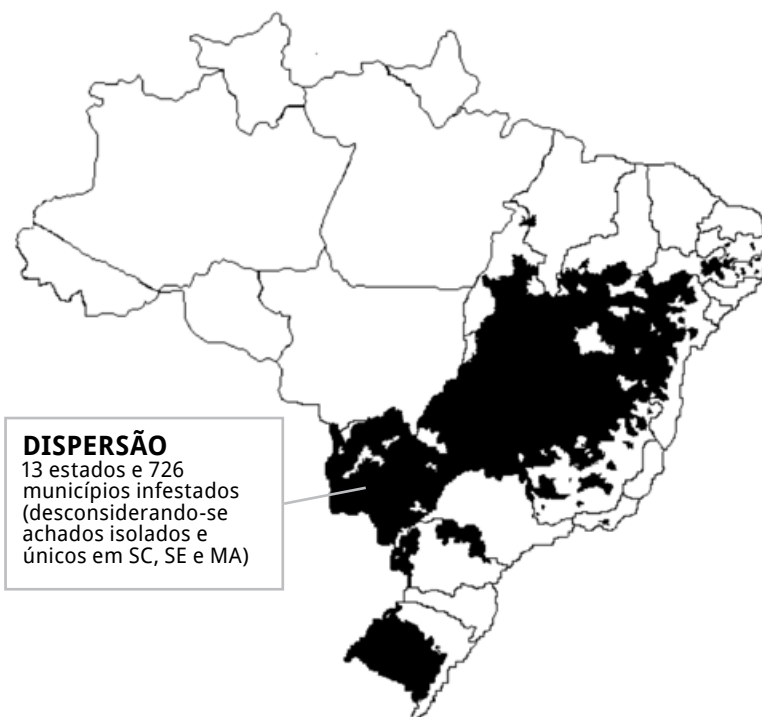 DISPERSÃO
13 estados e 726
municípios infestados
(desconsiderando-se
achados isolados e
únicos em SC, SE e MA)